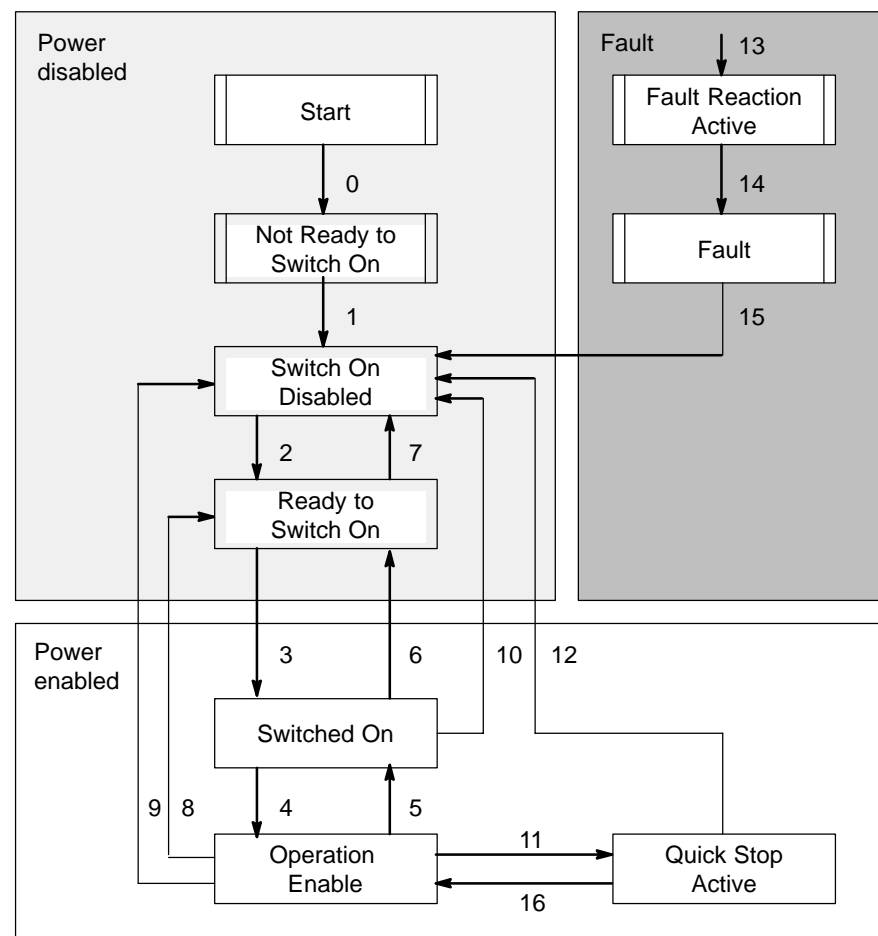 Power
disabled
Fault
13
Start
Fault Reaction
Active
0
14
Not Ready to
Switch On
Fault
1
15
Switch On
Disabled
2
7
Ready to
Switch On
Power
enabled
3
6
10
12
Switched On
9
8
4
5
11
Operation
Enable
Quick Stop
Active
16